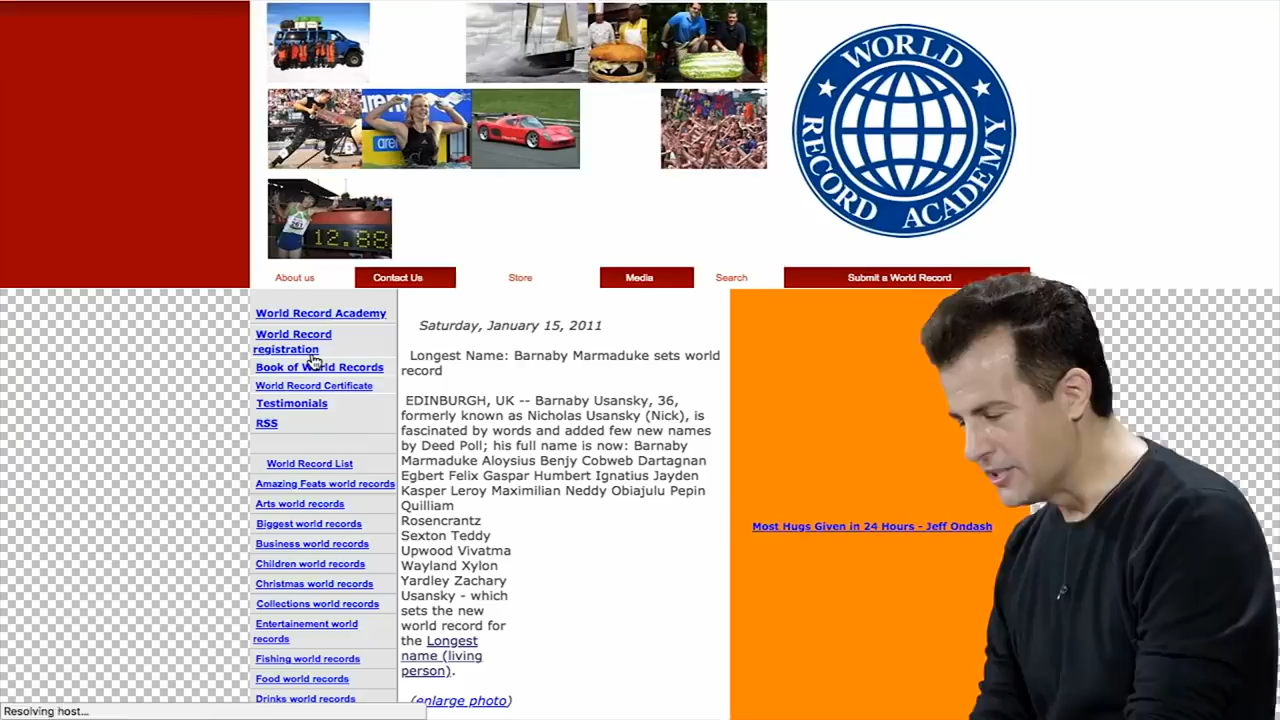 WORLD
RECORD ACADEMY
arena
arei
261
12.88
About us
Contact Us
Store
Media
Search
Submit a World Record
World Record Academy
World Record
registration
Book of World Records
World Record Certificate
Testimonials
RSS
World Record List
Amazing Feats world records
Arts world records
Biggest world records
Business world records
Children world records
Christmas world records
Collections world records
Entertainement world
records
Fishing world records
Food world records
Drinks world records
Saturday, January 15, 2011
Longest Name: Barnaby Marmaduke sets world
record
EDINBURGH, UK -- Barnaby Usansky, 36,
formerly known as Nicholas Usansky (Nick), is
fascinated by words and added few new names
by Deed Poll; his full name is now: Barnaby
Marmaduke Aloysius Benjy Cobweb Dartagnan
Egbert Felix Gaspar Humbert Ignatius Jayden
Kasper Leroy Maximilian Neddy Obiajulu Pepin
Quilliam
Rosencrantz
Sexton Teddy
Upwood Vivatma
Wayland Xylon
Yardley Zachary
Usansky - which
sets the new
world record for
the Longest
name (living
person).
(enlarge photo)
Most Hugs Given in 24 Hours - Jeff Ondash
Resolving host...